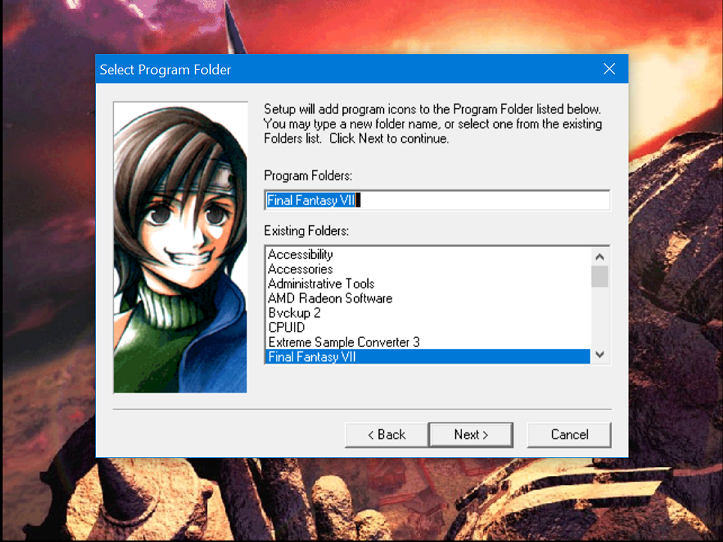 Select Program Folder
Setup will add program icons to the Program Folder listed below.
You may type a new folder name, or select one from the existing
Folders list. Click Next to continue.
Program Folders:
Final Fantasy VII
Existing Folders:
Accessibility
Accessories
Administrative Tools
AMD Radeon Software
Bvckup 2
CPUID
Extreme Sample Converter 3
Final Fantasy VII
< Back
Next >
Cancel